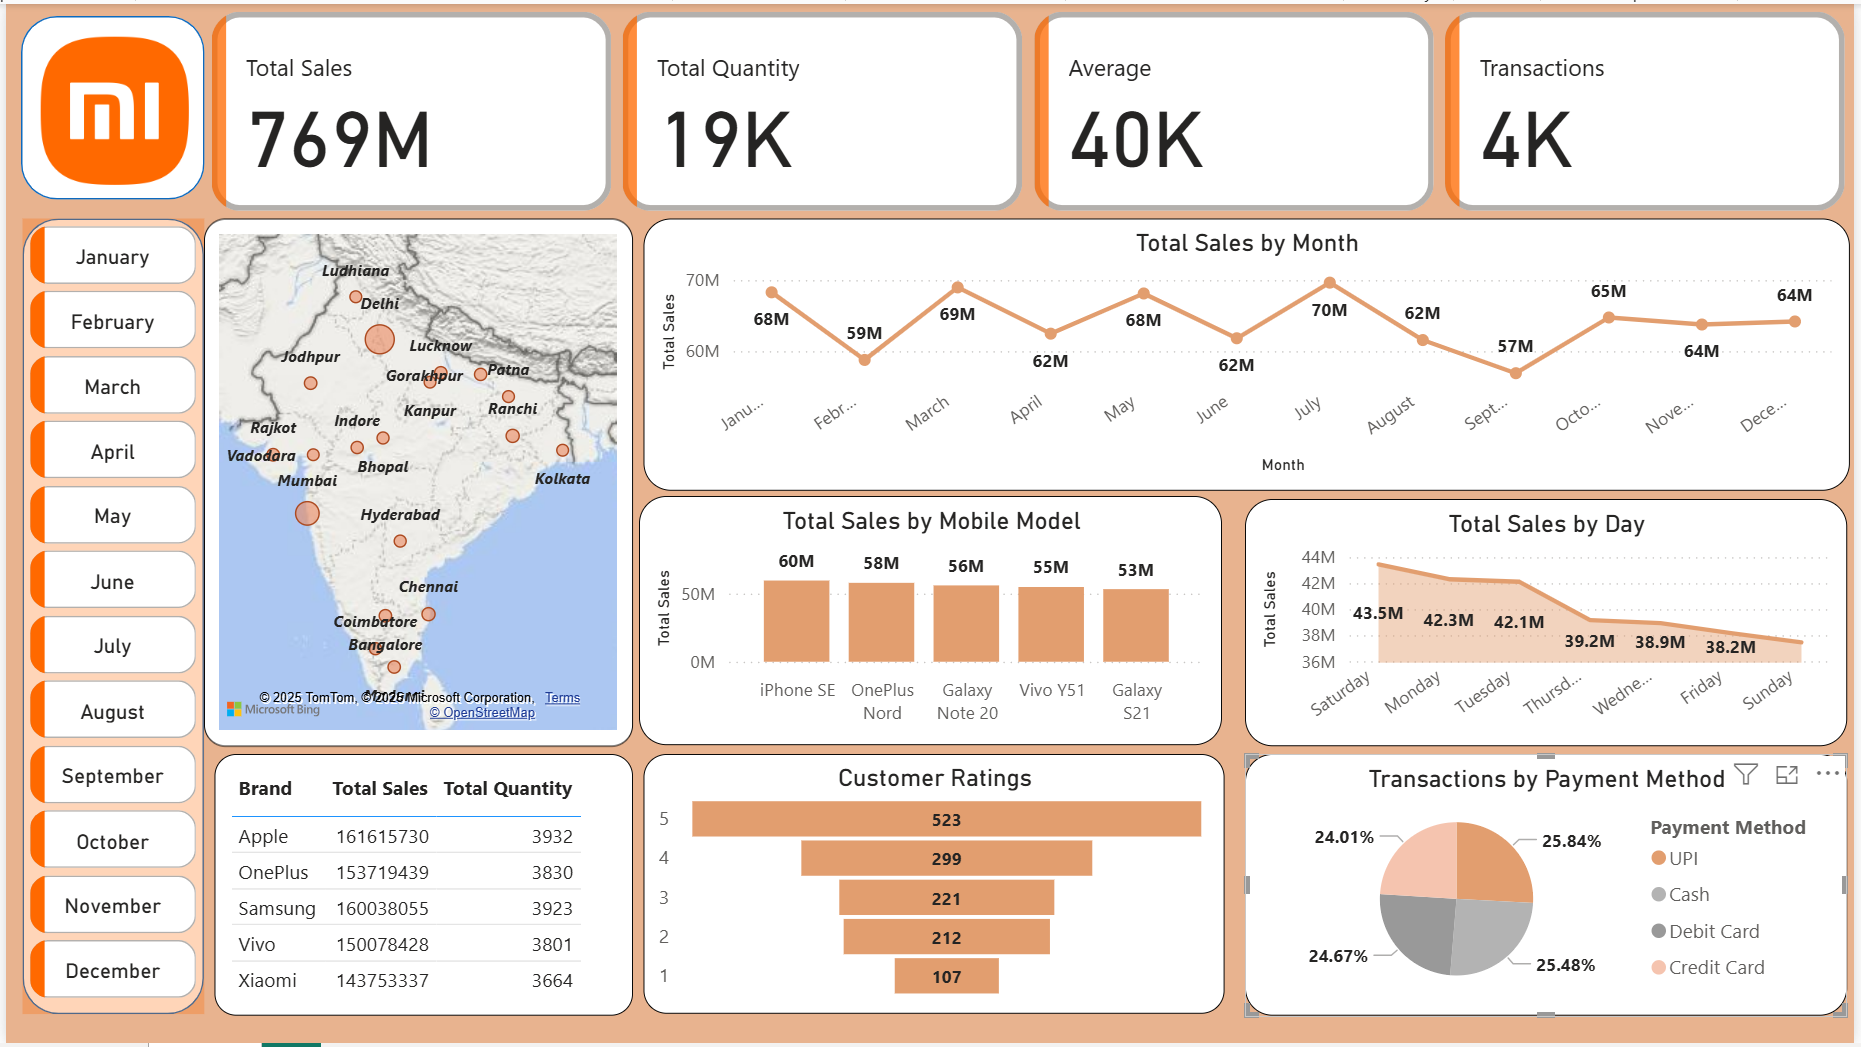 mi
Total Sales
769M
Total Quantity
19K
Average
40K
Transactions
4K
January
February
March
April
May
June
July
August
September
October
November
December
Ludhiana
Delhi
Lucknow
Jodhpur
Gorakhpur
Patna
Kanpur
Ranchi
Indore
Rajkot
Vadodara
Bhopal
Mumbai
Kolkata
Hyderabad
Chennai
Coimbatore
Bangalore
© 2025 TomTom, © 2025 Microsoft Corporation, Terms
© OpenStreetMap
Microsoft Bing
Total Sales by Month
Total Sales
70M
60M
68M
59M
69M
62M
68M
62M
70M
62M
57M
65M
64M
64M
Janu...
Febr...
March
April
May
June
July
August
Sept...
Octo...
Nove...
Dece...
Month
Total Sales by Mobile Model
Total Sales
50M
0M
60M
58M
56M
55M
53M
iPhone SE
OnePlus
Nord
Galaxy
Note 20
Vivo Y51
Galaxy
S21
Total Sales by Day
Total Sales
44M
42M
40M
38M
36M
43.5M
42.3M
42.1M
39.2M
38.9M
38.2M
Saturday
Monday
Tuesday
Thursd...
Wedne...
Friday
Sunday
Brand Total Sales Total Quantity
Apple 161615730 3932
OnePlus 153719439 3830
Samsung 160038055 3923
Vivo 150078428 3801
Xiaomi 143753337 3664
Customer Ratings
5 523
4 299
3 221
2 212
1 107
Transactions by Payment Method
24.01%
25.84%
24.67%
25.48%
Payment Method
UPI
Cash
Debit Card
Credit Card